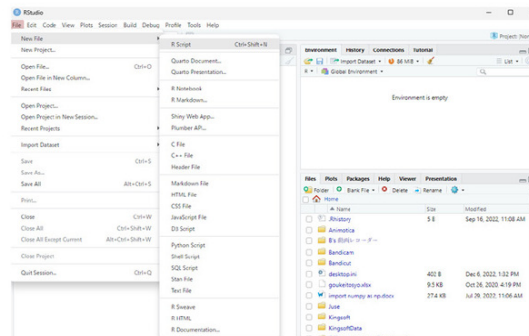 RStudio
File Edit Code View Plots Session Build Debug Profile Tools Help
New File
New Project...
Open File... Ctrl+O
Open File in New Column...
Recent Files
Open Project...
Open Project in New Session...
Recent Projects
Import Dataset
Save Ctrl+S
Save As...
Save All Alt+Ctrl+S
Print...
Close Ctrl+W
Close All Ctrl+Shift+W
Close All Except Current Alt+Ctrl+Shift+W
Close Project
Quit Session... Ctrl+Q
R Script Ctrl+Shift+N
Quarto Document...
Quarto Presentation...
R Notebook
R Markdown...
Shiny Web App...
Plumber API...
C File
C++ File
Header File
Markdown File
HTML File
CSS File
JavaScript File
D3 Script
Python Script
Shell Script
SQL Script
Stan File
Text File
R Sweave
R HTML
R Documentation...
Project:
Environment History Connections Tutorial
Import Dataset 66 MiB List
R Global Environment
Environment is empty
Files Plots Packages Help Viewer Presentation
Folder Blank File Delete Rename
Home
Name Size Modified
.Rhistory 5 B Sep 16, 2022, 11:08 AM
Animotica
Bandicam
Bandicut
desktop.ini 402 B Dec 6, 2022, 1:32 PM
goukeitosyo.xlsx 9.5 KB Oct 26, 2020, 4:19 PM
import numpy as np.docx 27.4 KB Jul 29, 2022, 11:06 AM
Juse
Kingsoft
KingsoftData